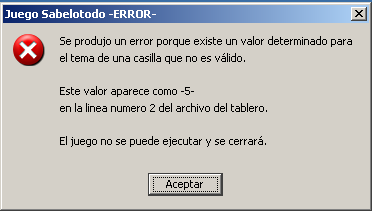 Juego Sabelotodo -ERROR-
Se produjo un error porque existe un valor determinado para
el tema de una casilla que no es válido.
Este valor aparece como -5-
en la linea numero 2 del archivo del tablero.
El juego no se puede ejecutar y se cerrará.
Aceptar